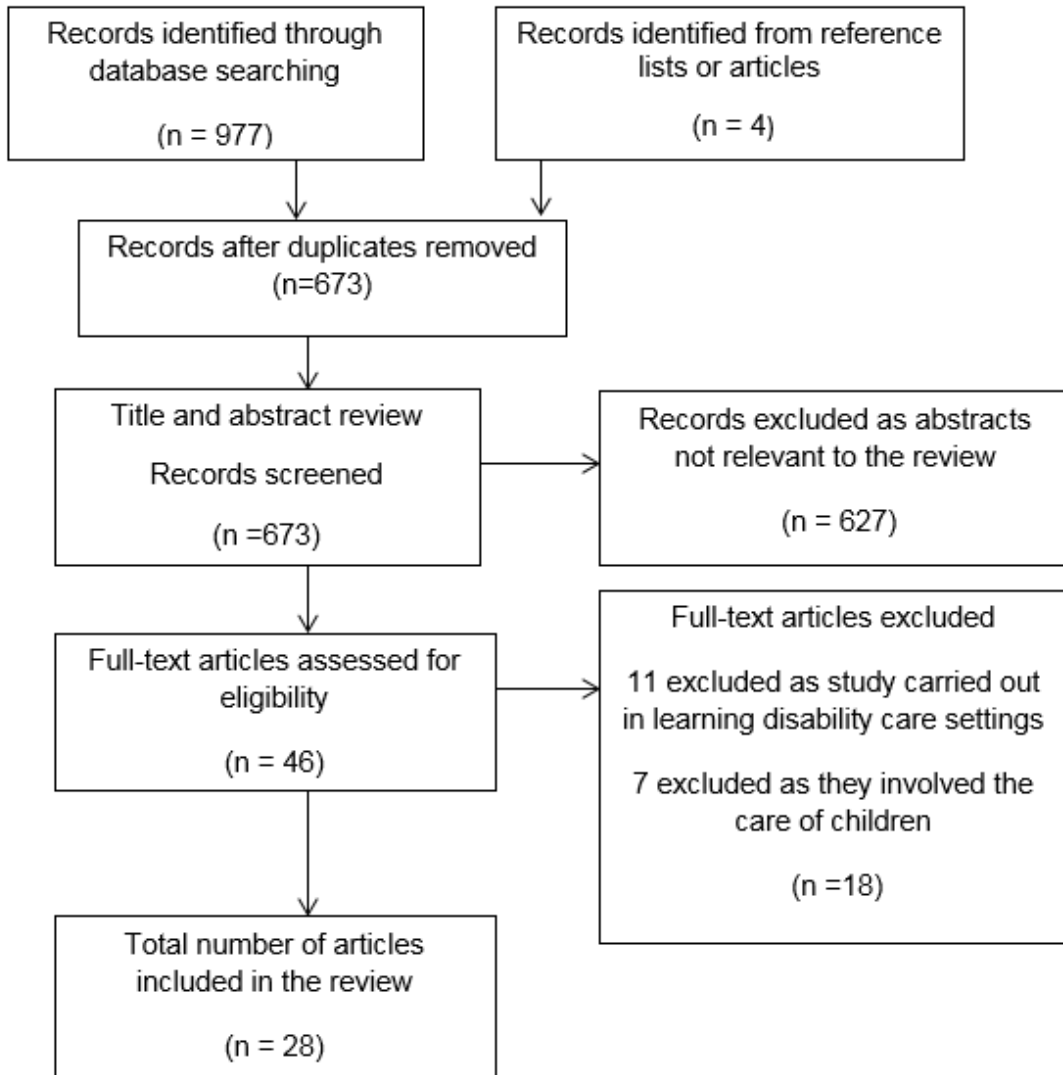 Records identified through
database searching
(n = 977)
Records identified from reference
lists or articles
(n = 4)
Records after duplicates removed
(n=673)
Title and abstract review
Records screened
(n =673)
Records excluded as abstracts
not relevant to the review
(n = 627)
Full-text articles assessed for
eligibility
(n = 46)
Full-text articles excluded
11 excluded as study carried out
in learning disability care settings
7 excluded as they involved the
care of children
(n =18)
Total number of articles
included in the review
(n = 28)